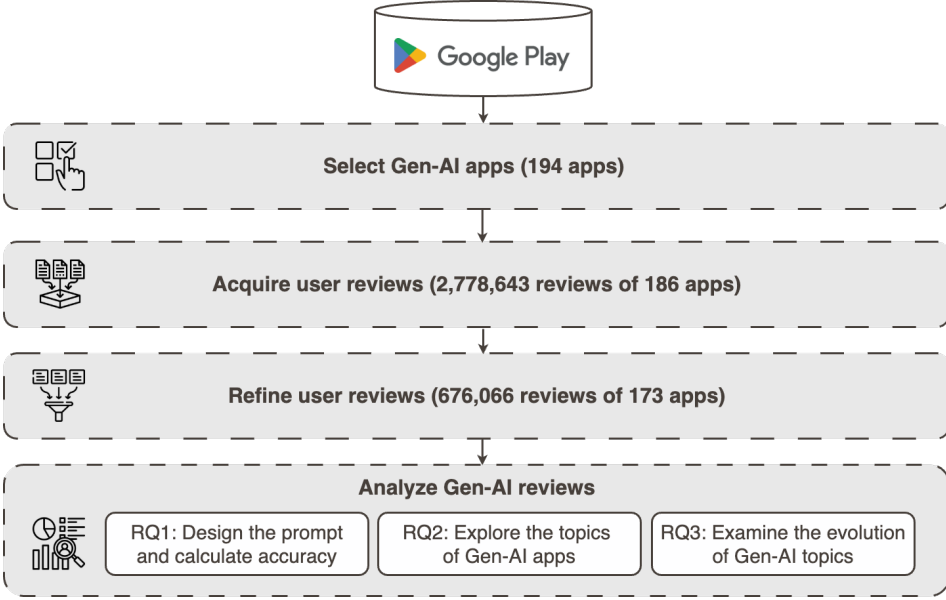 Google Play
Select Gen-AI apps (194 apps)
Acquire user reviews (2,778,643 reviews of 186 apps)
Refine user reviews (676,066 reviews of 173 apps)
Analyze Gen-AI reviews
RQ1: Design the prompt
and calculate accuracy
RQ2: Explore the topics
of Gen-AI apps
RQ3: Examine the evolution
of Gen-AI topics